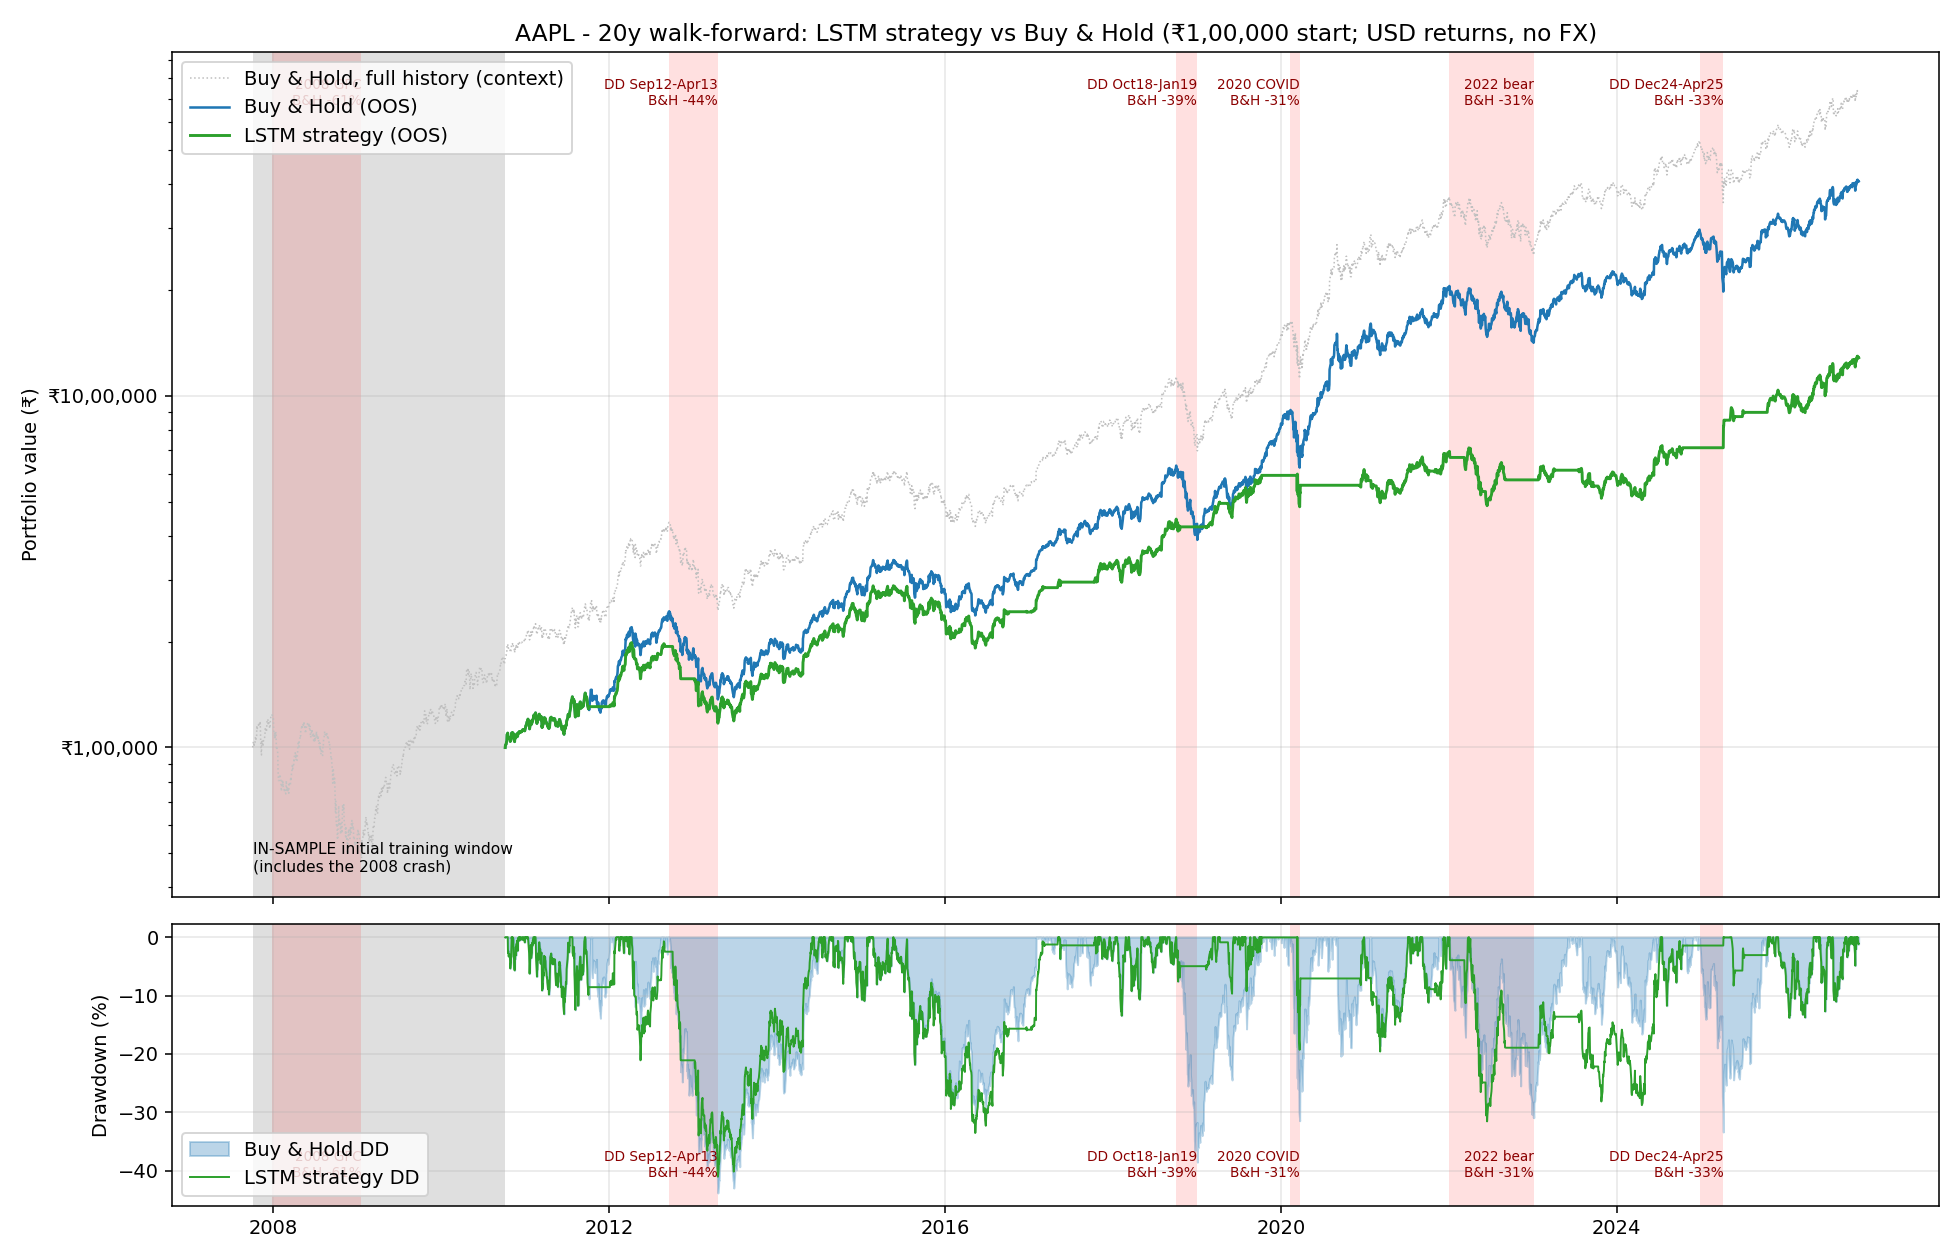 AAPL - 20y walk-forward: LSTM strategy vs Buy & Hold (₹1,00,000 start; USD returns, no FX)
Buy & Hold, full history (context)
Buy & Hold (OOS)
LSTM strategy (OOS)
2008 GFC
B&H -61%
DD Sep12-Apr13
B&H -44%
DD Oct18-Jan19
B&H -39%
2020 COVID
B&H -31%
2022 bear
B&H -31%
DD Dec24-Apr25
B&H -33%
Portfolio value (₹)
₹10,00,000
₹1,00,000
IN-SAMPLE initial training window
(includes the 2008 crash)
Drawdown (%)
0
−10
−20
−30
−40
Buy & Hold DD
LSTM strategy DD
2008 GFC
B&H -61%
DD Sep12-Apr13
B&H -44%
DD Oct18-Jan19
B&H -39%
2020 COVID
B&H -31%
2022 bear
B&H -31%
DD Dec24-Apr25
B&H -33%
2008
2012
2016
2020
2024